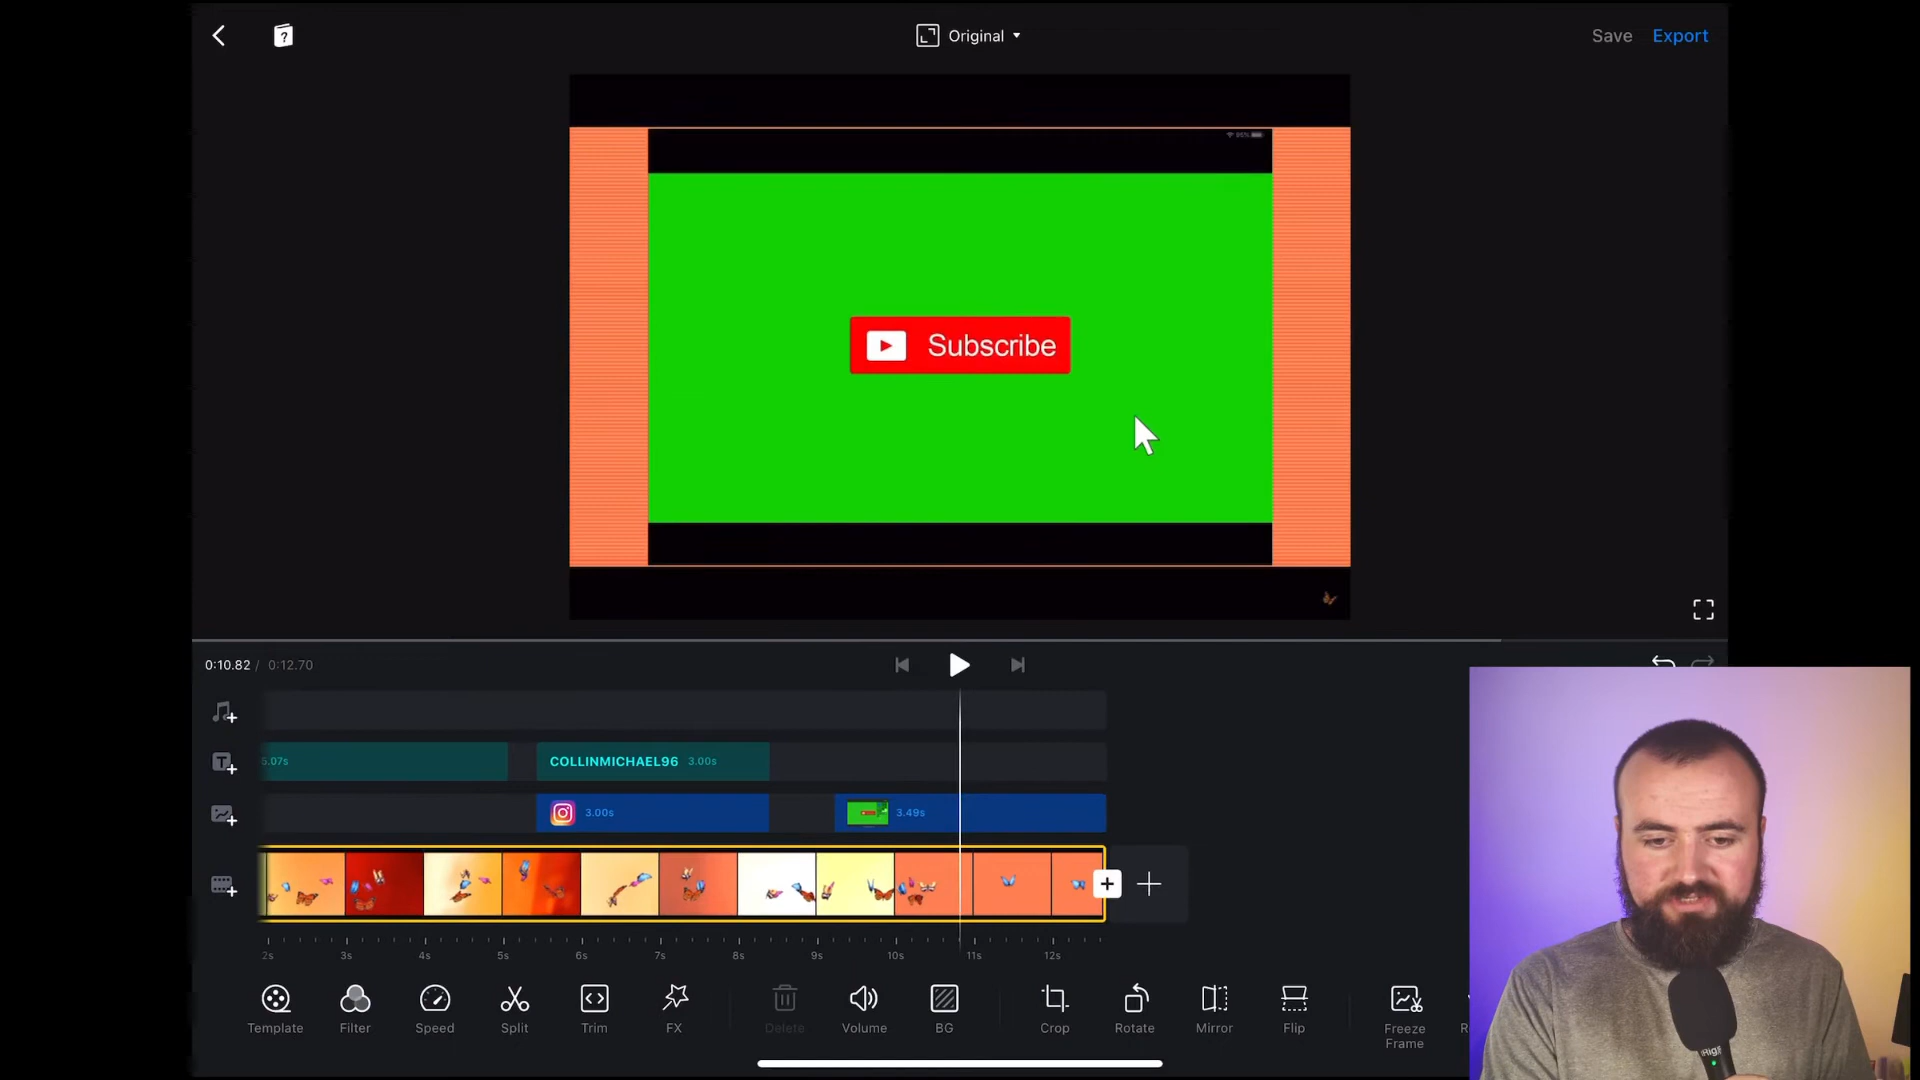 Original
Save
Export
Subscribe
0:10.82 / 0:12.70
5.07s
COLLINMICHAEL96 3.00s
3.00s
3.49s
2s 3s 4s 5s 6s 7s 8s 9s 10s 11s 12s
Template
Filter
Speed
Split
Trim
FX
Delete
Volume
BG
Crop
Rotate
Mirror
Flip
Freeze
Frame